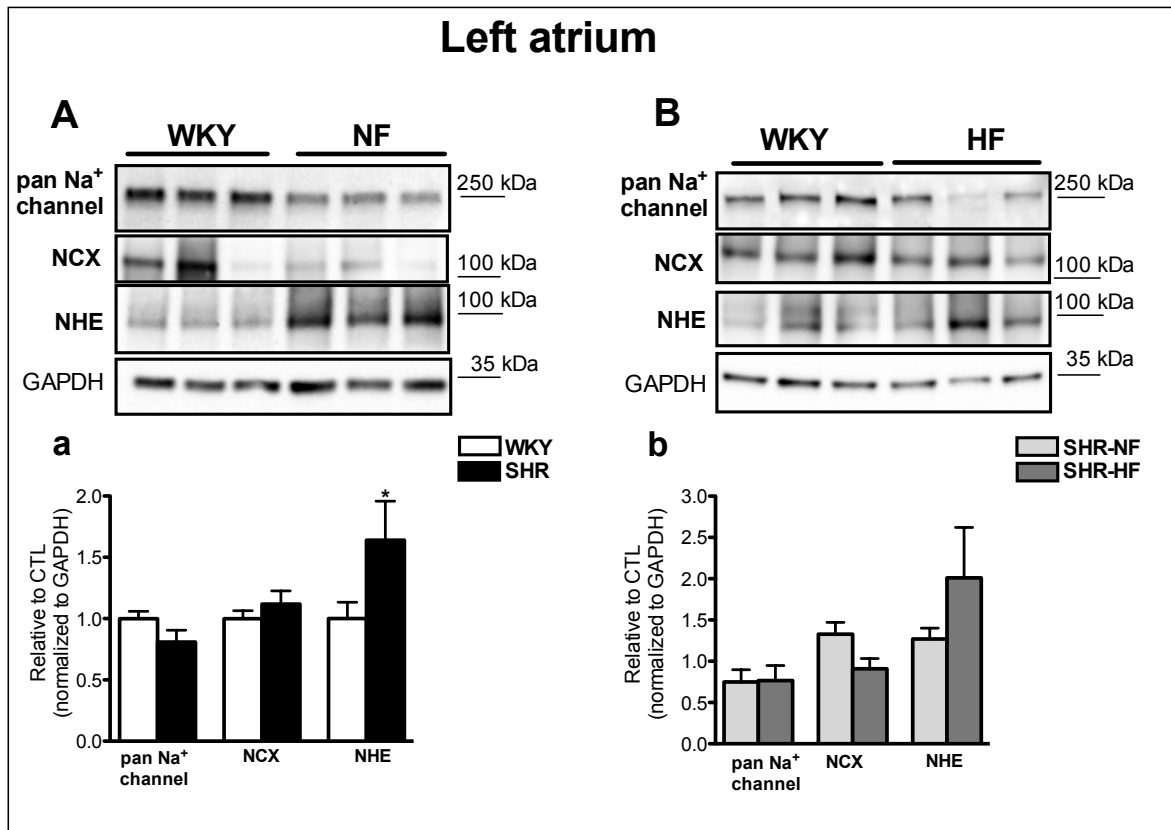 Left atrium
A
WKY NF
pan Na⁺
channel
250 kDa
NCX
100 kDa
NHE
100 kDa
GAPDH
35 kDa
B
WKY HF
pan Na⁺
channel
250 kDa
NCX
100 kDa
NHE
100 kDa
GAPDH
35 kDa
a
WKY
SHR
Relative to CTL
(normalized to GAPDH)
2.0
1.5
1.0
0.5
0.0
*
pan Na⁺
channel
NCX
NHE
b
SHR-NF
SHR-HF
Relative to CTL
(normalized to GAPDH)
3.0
2.5
2.0
1.5
1.0
0.5
0.0
pan Na⁺
channel
NCX
NHE